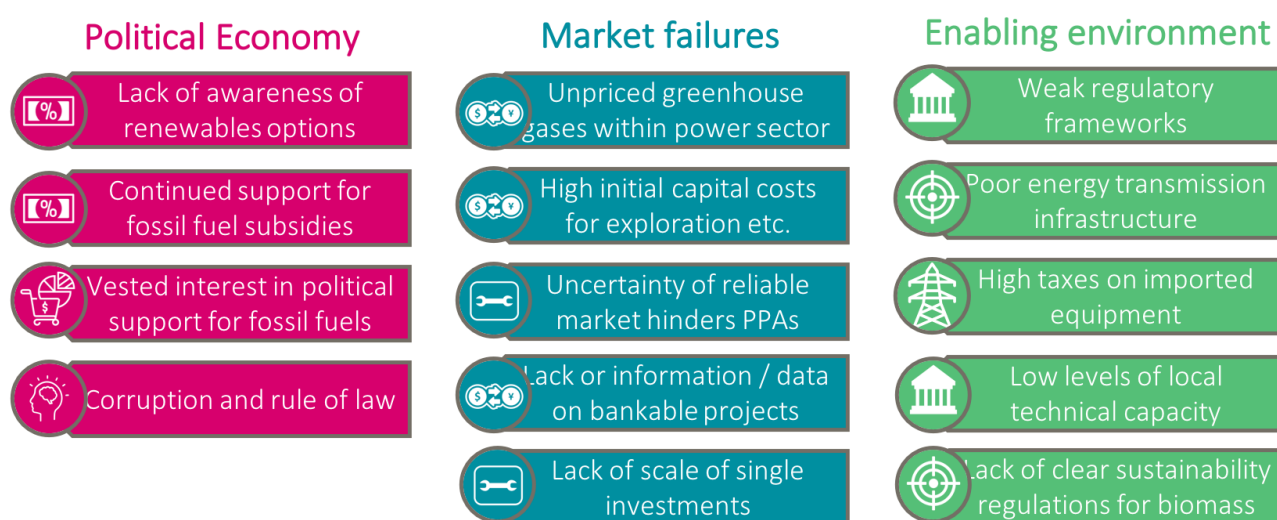 Political Economy
Lack of awareness of
renewables options
Continued support for
fossil fuel subsidies
Vested interest in political
support for fossil fuels
Corruption and rule of law
Market failures
Unpriced greenhouse
gases within power sector
High initial capital costs
for exploration etc.
Uncertainty of reliable
market hinders PPAs
Lack or information / data
on bankable projects
Lack of scale of single
investments
Enabling environment
Weak regulatory
frameworks
Poor energy transmission
infrastructure
High taxes on imported
equipment
Low levels of local
technical capacity
Lack of clear sustainability
regulations for biomass